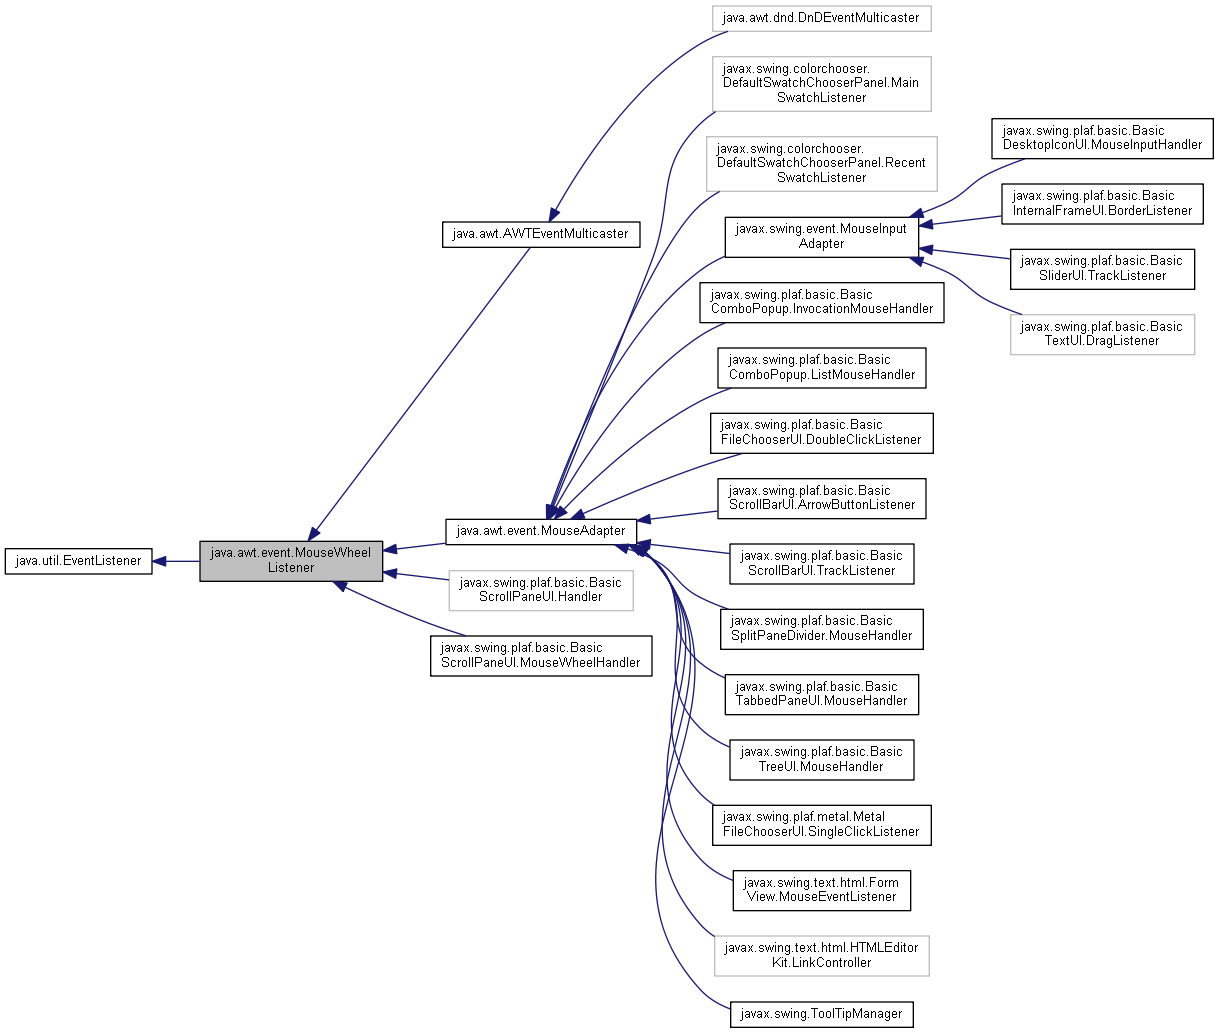 java.util.EventListener
java.awt.event.MouseWheel
Listener
java.awt.AWTEventMulticaster
java.awt.event.MouseAdapter
javax.swing.plaf.basic.Basic
ScrollPaneUI.Handler
javax.swing.plaf.basic.Basic
ScrollPaneUI.MouseWheelHandler
java.awt.dnd.DnDEventMulticaster
javax.swing.colorchooser.
DefaultSwatchChooserPanel.Main
SwatchListener
javax.swing.colorchooser.
DefaultSwatchChooserPanel.Recent
SwatchListener
javax.swing.event.MouseInput
Adapter
javax.swing.plaf.basic.Basic
ComboPopup.InvocationMouseHandler
javax.swing.plaf.basic.Basic
ComboPopup.ListMouseHandler
javax.swing.plaf.basic.Basic
FileChooserUI.DoubleClickListener
javax.swing.plaf.basic.Basic
ScrollBarUI.ArrowButtonListener
javax.swing.plaf.basic.Basic
ScrollBarUI.TrackListener
javax.swing.plaf.basic.Basic
SplitPaneDivider.MouseHandler
javax.swing.plaf.basic.Basic
TabbedPaneUI.MouseHandler
javax.swing.plaf.basic.Basic
TreeUI.MouseHandler
javax.swing.plaf.metal.Metal
FileChooserUI.SingleClickListener
javax.swing.text.html.Form
View.MouseEventListener
javax.swing.text.html.HTMLEditor
Kit.LinkController
javax.swing.ToolTipManager
javax.swing.plaf.basic.Basic
DesktopIconUI.MouseInputHandler
javax.swing.plaf.basic.Basic
InternalFrameUI.BorderListener
javax.swing.plaf.basic.Basic
SliderUI.TrackListener
javax.swing.plaf.basic.Basic
TextUI.DragListener